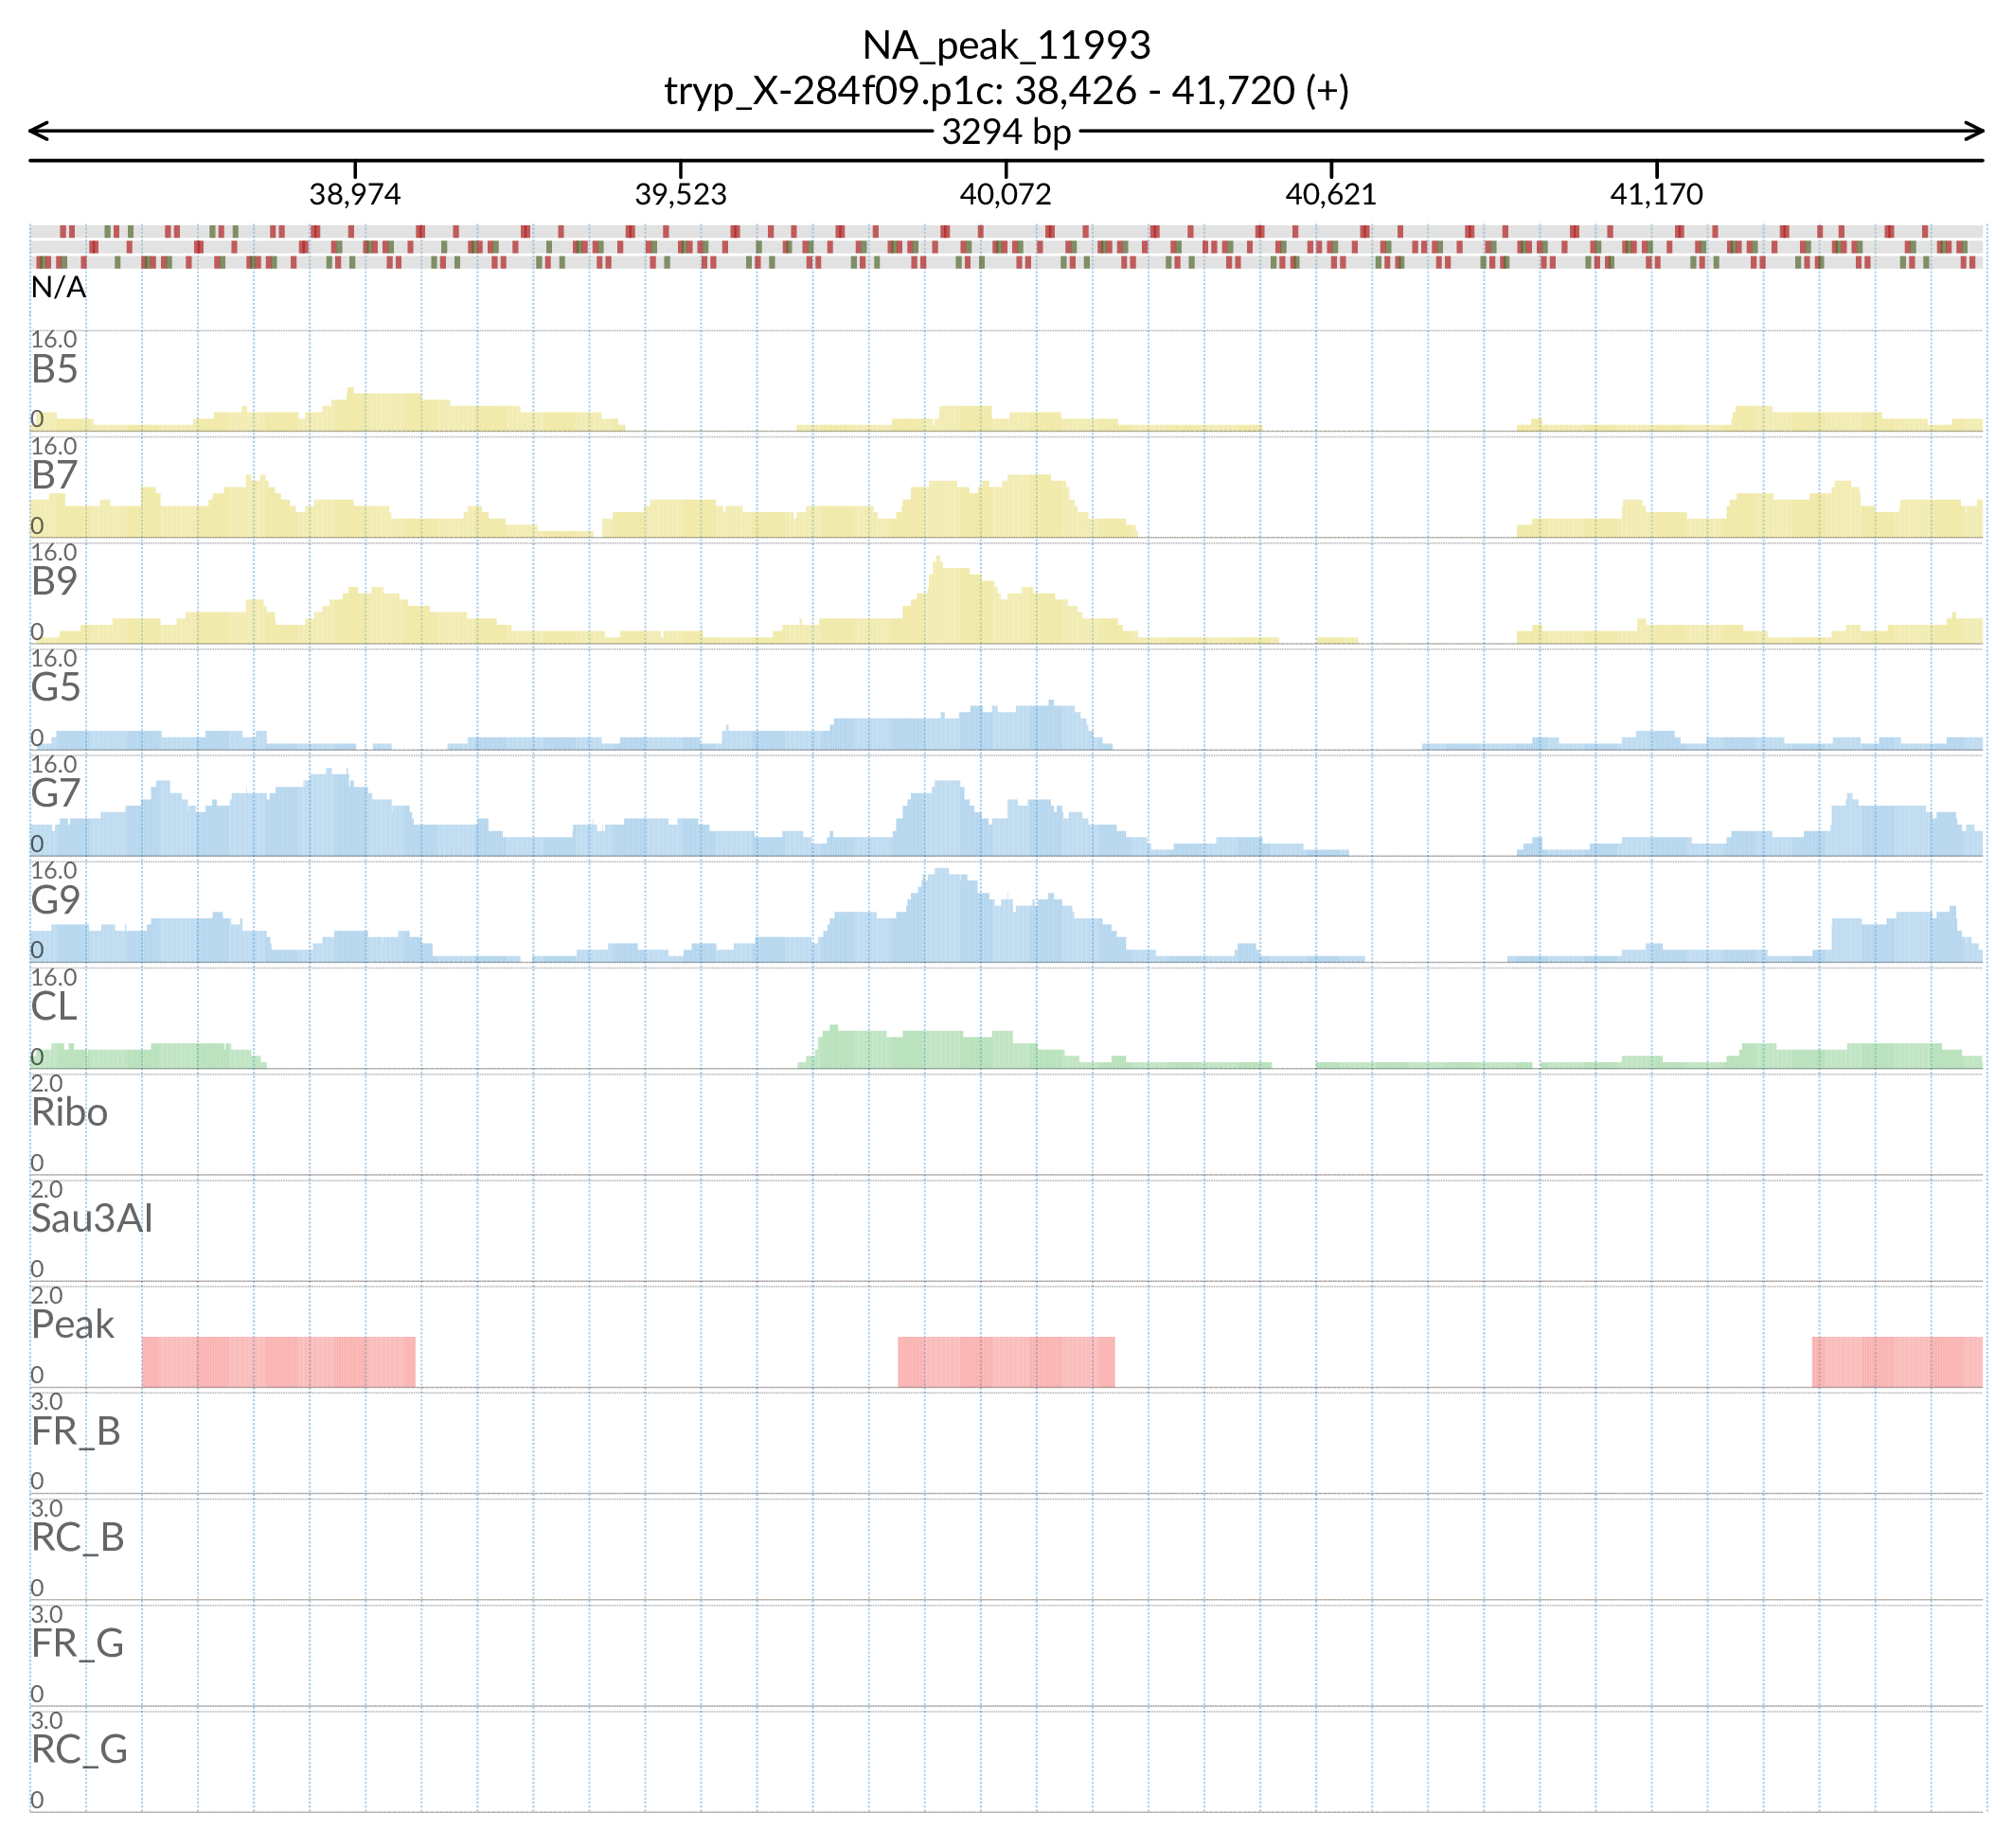 NA_peak_11993
tryp_X-284f09.p1c: 38,426 - 41,720 (+)
3294 bp
38,974 39,523 40,072 40,621 41,170
N/A
16.0
B5
0
16.0
B7
0
16.0
B9
0
16.0
G5
0
16.0
G7
0
16.0
G9
0
16.0
CL
0
2.0
Ribo
0
2.0
Sau3AI
0
2.0
Peak
0
3.0
FR_B
0
3.0
RC_B
0
3.0
FR_G
0
3.0
RC_G
0